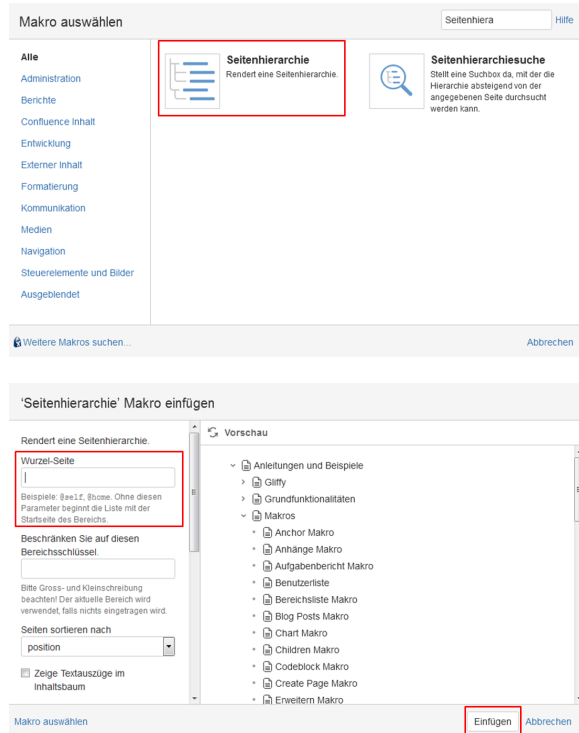 Makro auswählen
Seitenhiera
Hilfe
Alle
Administration
Berichte
Confluence Inhalt
Entwicklung
Externer Inhalt
Formatierung
Kommunikation
Medien
Navigation
Steuerelemente und Bilder
Ausgeblendet
Seitenhierarchie
Rendert eine Seitenhierarchie.
Seitenhierarchiesuche
Stellt eine Suchbox da, mit der die
Hierarchie absteigend von der
angegebenen Seite durchsucht
werden kann.
Weitere Makros suchen...
Abbrechen
'Seitenhierarchie' Makro einfügen
Rendert eine Seitenhierarchie.
Wurzel-Seite
Beispiele: @self, @home. Ohne diesen
Parameter beginnt die Liste mit der
Startseite des Bereichs.
Beschränken Sie auf diesen
Bereichsschlüssel.
Bitte Gross- und Kleinschreibung
beachten! Der aktuelle Bereich wird
verwendet, falls nichts eingetragen wird.
Seiten sortieren nach
position
Zeige Textauszüge im
Inhaltsbaum
Vorschau
Anleitungen und Beispiele
Gliffy
Grundfunktionalitäten
Makros
Anchor Makro
Anhänge Makro
Aufgabenbericht Makro
Benutzerliste
Bereichsliste Makro
Blog Posts Makro
Chart Makro
Children Makro
Codeblock Makro
Create Page Makro
Erweitern Makro
Makro auswählen
Einfügen
Abbrechen